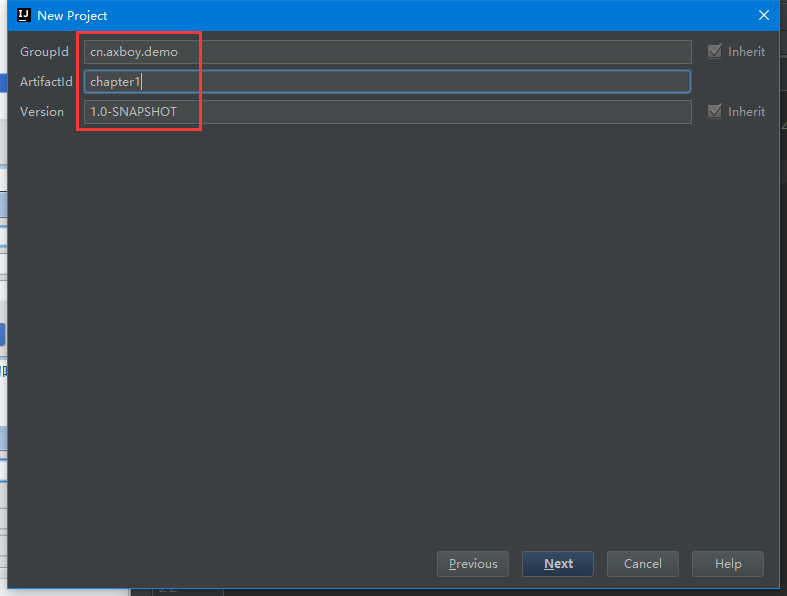 IJ New Project
GroupId cn.axboy.demo Inherit
ArtifactId chapter1
Version 1.0-SNAPSHOT Inherit
Previous Next Cancel Help